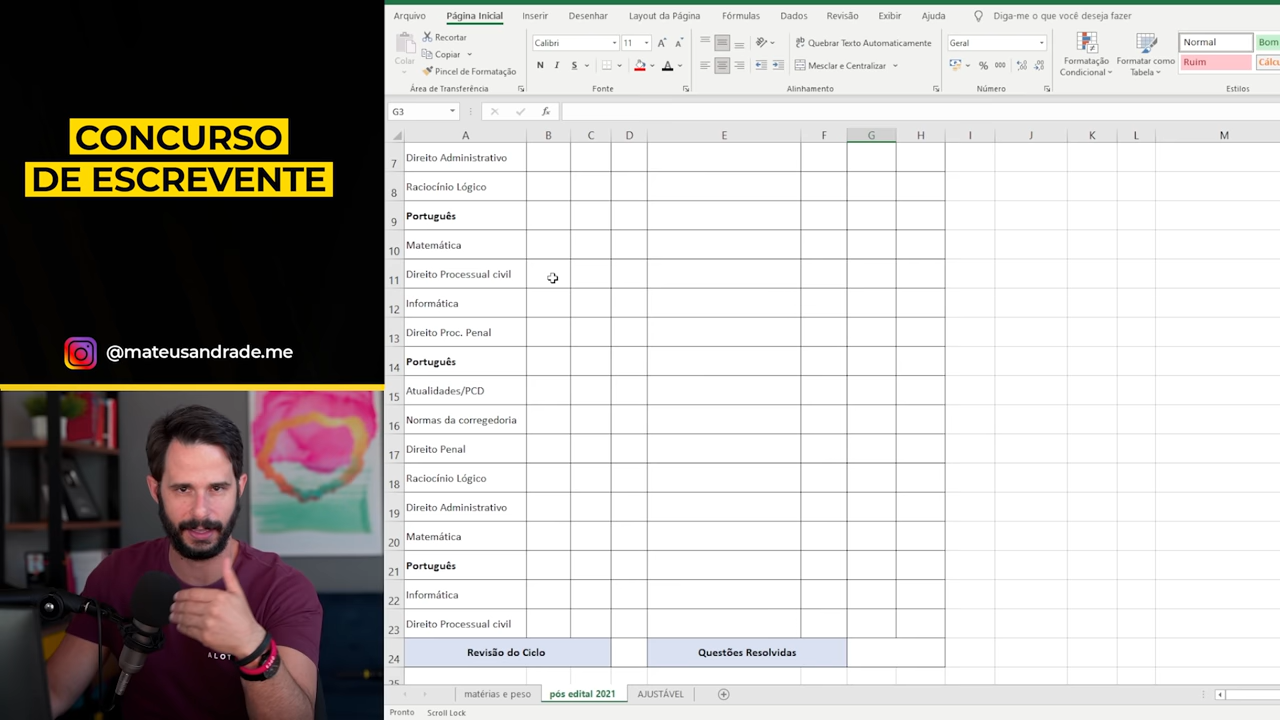 CONCURSO
DE ESCREVENTE
@mateusandrade.me
ALOT
Arquivo Página Inicial Inserir Desenhar Layout da Página Fórmulas Dados Revisão Exibir Ajuda Diga-me o que você deseja fazer
Colar
Recortar
Copiar
Pincel de Formatação
Área de Transferência
Calibri 11
N I S
Fonte
Quebrar Texto Automaticamente
Mesclar e Centralizar
Alinhamento
Geral
% 000
Número
Formatação
Condicional
Formatar como
Tabela
Normal Bom
Ruim Cálcu
Estilos
G3 fx
A B C D E F G H I J K L M
7 Direito Administrativo
8 Raciocínio Lógico
9 Português
10 Matemática
11 Direito Processual civil
12 Informática
13 Direito Proc. Penal
14 Português
15 Atualidades/PCD
16 Normas da corregedoria
17 Direito Penal
18 Raciocínio Lógico
19 Direito Administrativo
20 Matemática
21 Português
22 Informática
23 Direito Processual civil
24 Revisão do Ciclo Questões Resolvidas
25
matérias e peso pós edital 2021 AJUSTÁVEL
Pronto Scroll Lock